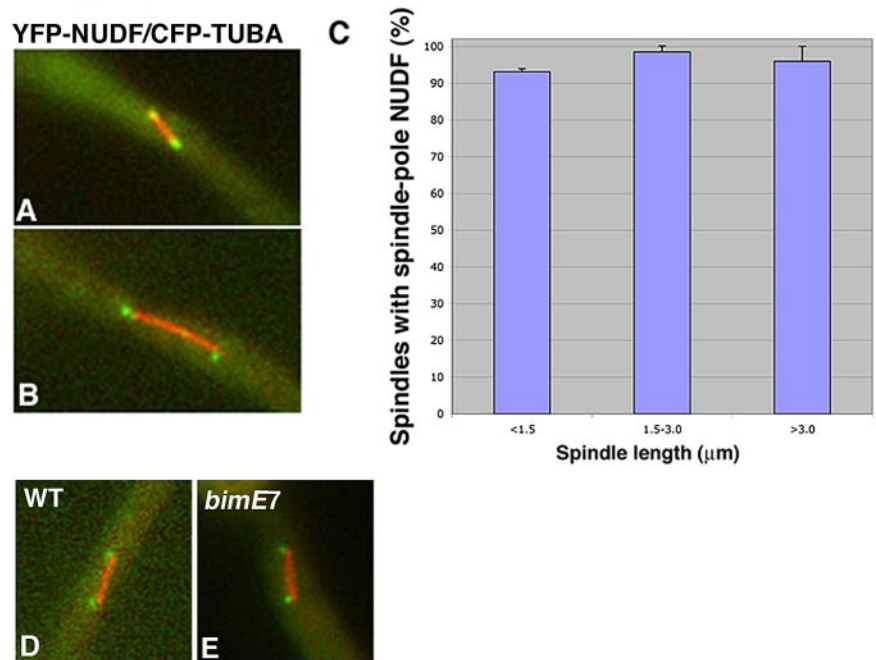 YFP-NUDF/CFP-TUBA
A
B
C
Spindles with spindle-pole NUDF (%)
100
90
80
70
60
50
40
30
20
10
0
<1.5
1.5-3.0
>3.0
Spindle length (μm)
WT
D
bimE7
E